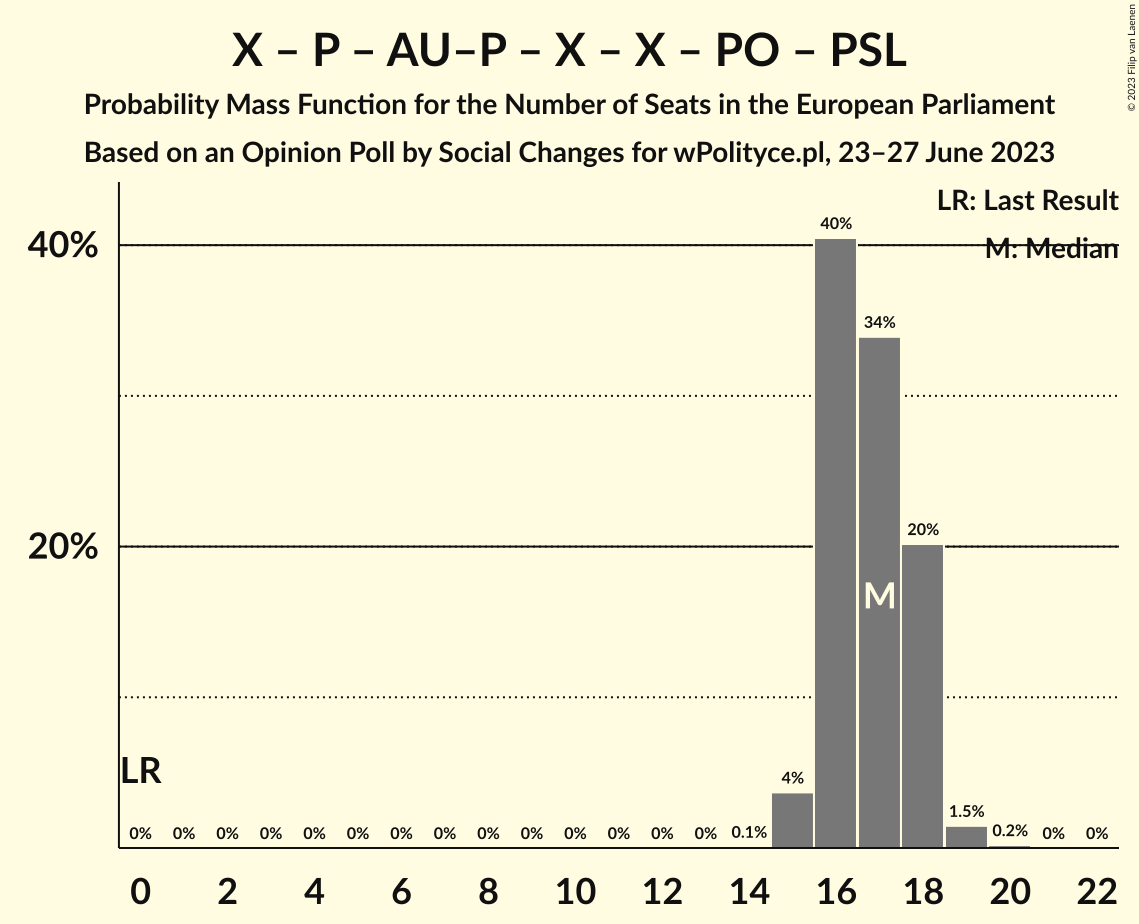 X – P – AU–P – X – X – PO – PSL
Probability Mass Function for the Number of Seats in the European Parliament
Based on an Opinion Poll by Social Changes for wPolityce.pl, 23–27 June 2023
© 2023 Filip van Laenen
LR: Last Result
M: Median
40%
20%
40%
34%
20%
M
LR
4%
1.5%
0% 0% 0% 0% 0% 0% 0% 0% 0% 0% 0% 0% 0% 0% 0.1% 0.2% 0% 0%
0 2 4 6 8 10 12 14 16 18 20 22